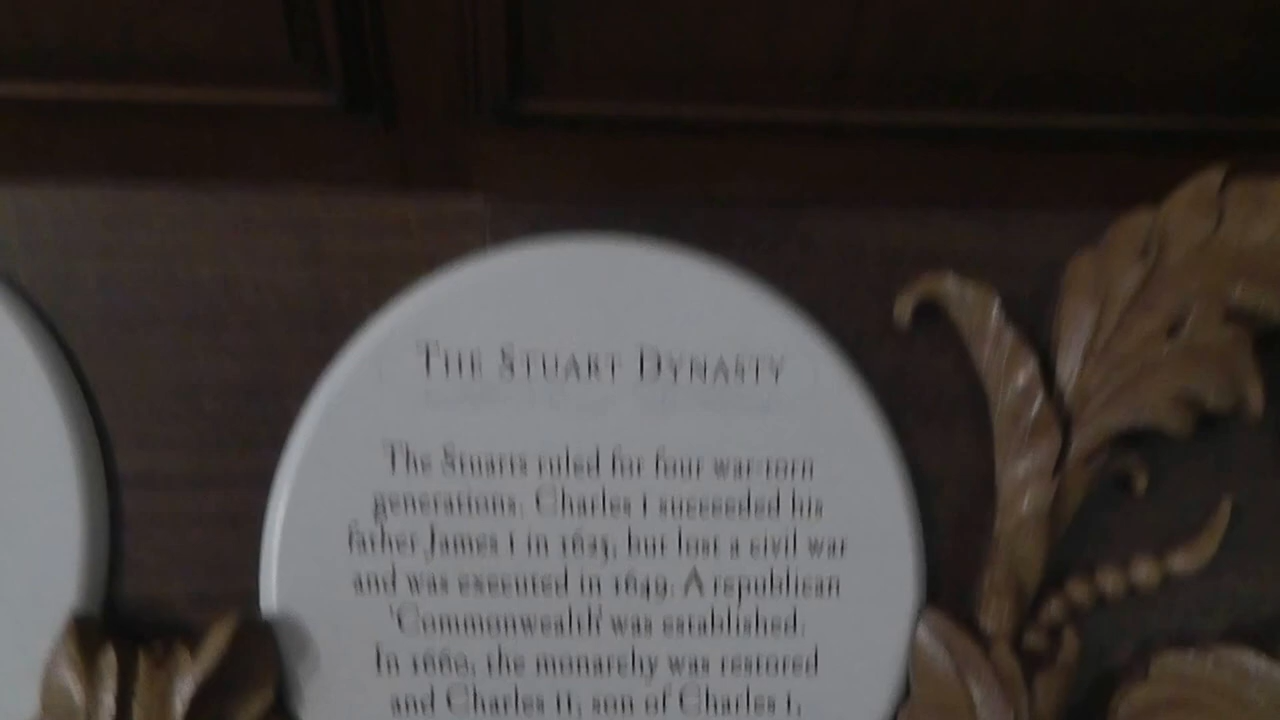 THE STUART DYNASTY
The Stuarts ruled for four war-torn
generations. Charles I succeeded his
father James I in 1625, but lost a civil war
and was executed in 1649. A republican
'Commonwealth' was established.
In 1660, the monarchy was restored
and Charles II, son of Charles I,